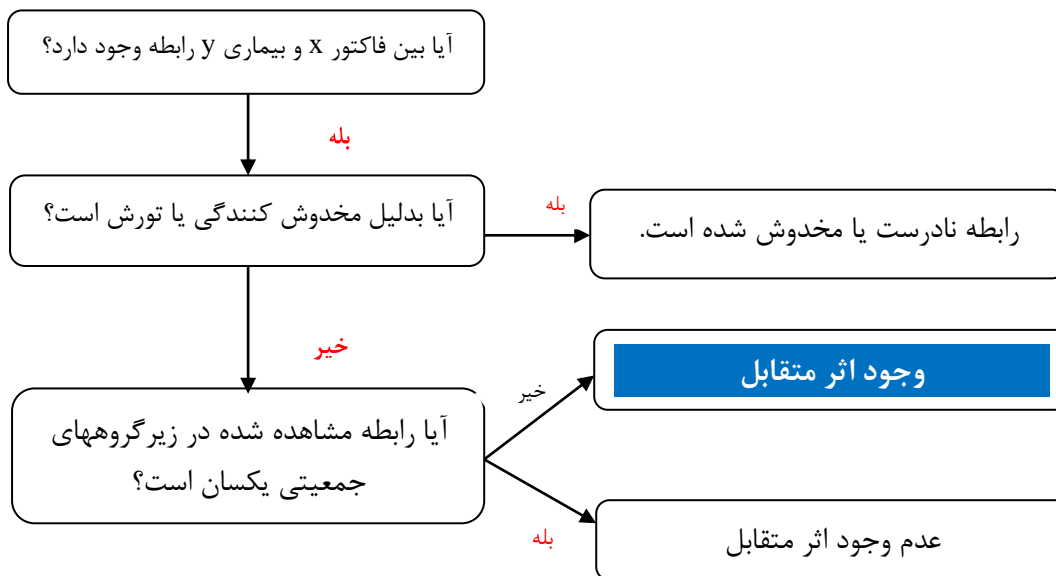 آیا بین فاکتور x و بیماری y رابطه وجود دارد؟
بله
آیا بدلیل مخدوش کنندگی یا تورش است؟
بله
رابطه نادرست یا مخدوش شده است.
خیر
وجود اثر متقابل
خیر
آیا رابطه مشاهده شده در زیرگروههای
جمعیتی یکسان است؟
بله
عدم وجود اثر متقابل